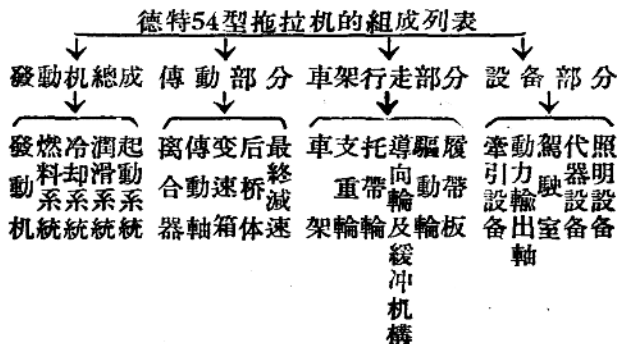 德特54型拖拉机的組成列表
發動机總成
傳動部分
車架行走部分
設备部分
發動机
燃料系統
冷却系統
潤滑系統
起動系統
离合器
傳動軸
变速箱
后桥体
最終減速
車架
支重輪
托帶輪
導向輪及緩冲机構
驅動輪
履帶板
牽引設备
動力輸出軸
駕駛室
代器設备
照明設备